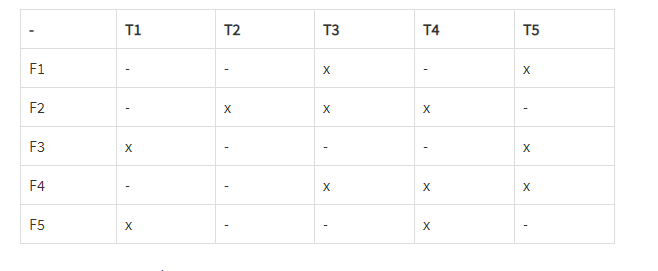 - T1 T2 T3 T4 T5
F1 - - x - x
F2 - x x x -
F3 x - - - x
F4 - - x x x
F5 x - - x -